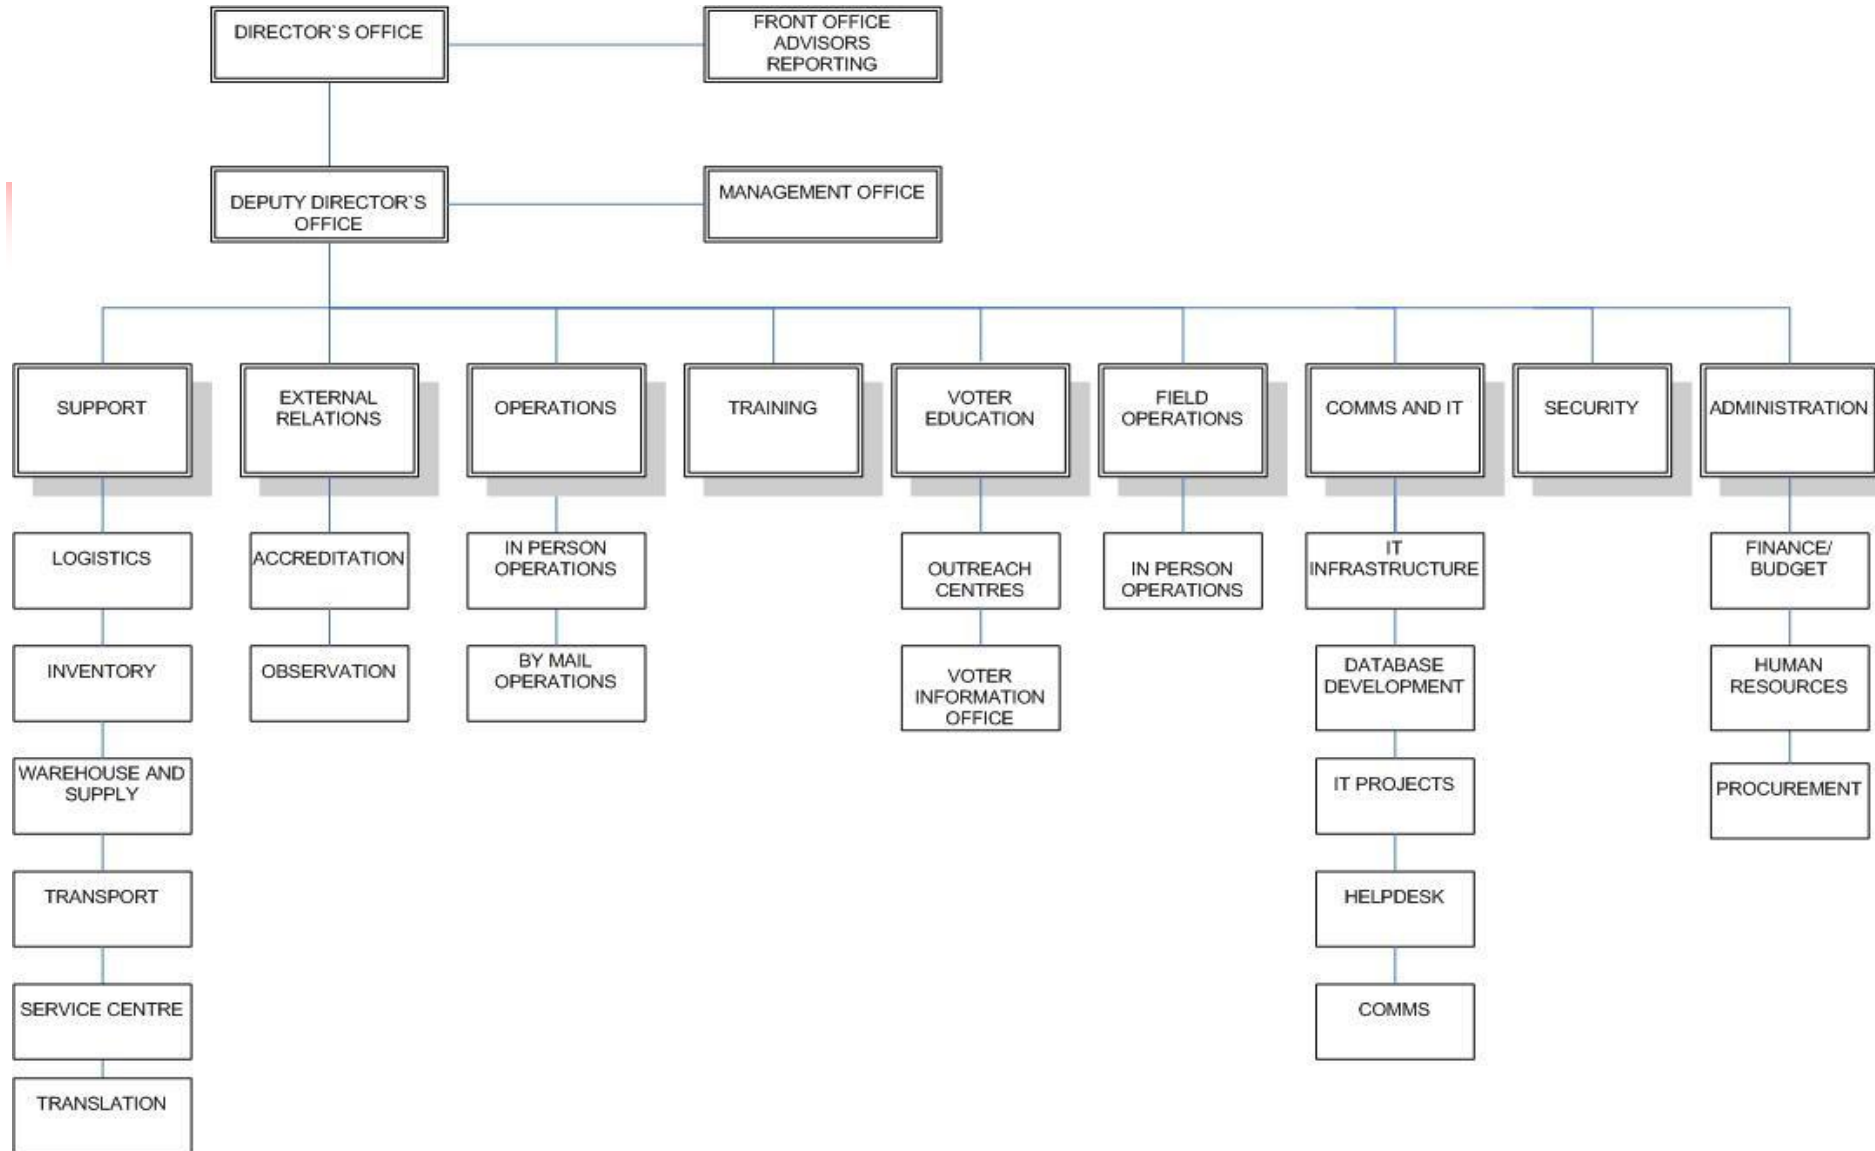 DIRECTOR`S OFFICE
FRONT OFFICE
ADVISORS
REPORTING
DEPUTY DIRECTOR`S
OFFICE
MANAGEMENT OFFICE
SUPPORT
EXTERNAL
RELATIONS
OPERATIONS
TRAINING
VOTER
EDUCATION
FIELD
OPERATIONS
COMMS AND IT
SECURITY
ADMINISTRATION
LOGISTICS
INVENTORY
WAREHOUSE AND
SUPPLY
TRANSPORT
SERVICE CENTRE
TRANSLATION
ACCREDITATION
OBSERVATION
IN PERSON
OPERATIONS
BY MAIL
OPERATIONS
OUTREACH
CENTRES
VOTER
INFORMATION
OFFICE
IN PERSON
OPERATIONS
IT
INFRASTRUCTURE
DATABASE
DEVELOPMENT
IT PROJECTS
HELPDESK
COMMS
FINANCE/
BUDGET
HUMAN
RESOURCES
PROCUREMENT